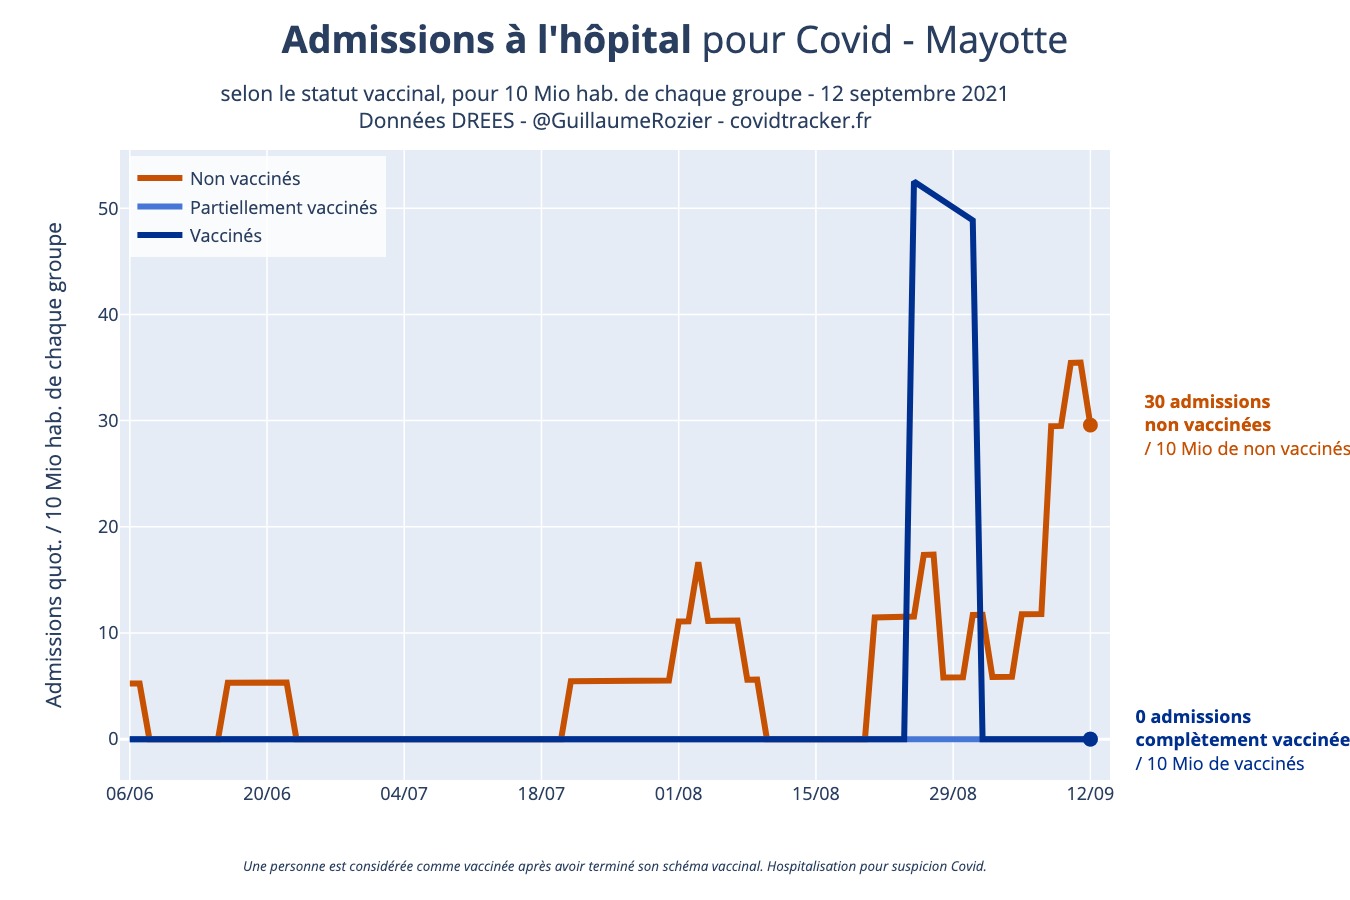 Admissions à l'hôpital pour Covid - Mayotte
selon le statut vaccinal, pour 10 Mio hab. de chaque groupe - 12 septembre 2021
Données DREES - @GuillaumeRozier - covidtracker.fr
Non vaccinés
Partiellement vaccinés
Vaccinés
Admissions quot. / 10 Mio hab. de chaque groupe
50
40
30
20
10
0
06/06
20/06
04/07
18/07
01/08
15/08
29/08
12/09
30 admissions
non vaccinées
/ 10 Mio de non vaccinés
0 admissions
complètement vaccinée
/ 10 Mio de vaccinés
Une personne est considérée comme vaccinée après avoir terminé son schéma vaccinal. Hospitalisation pour suspicion Covid.